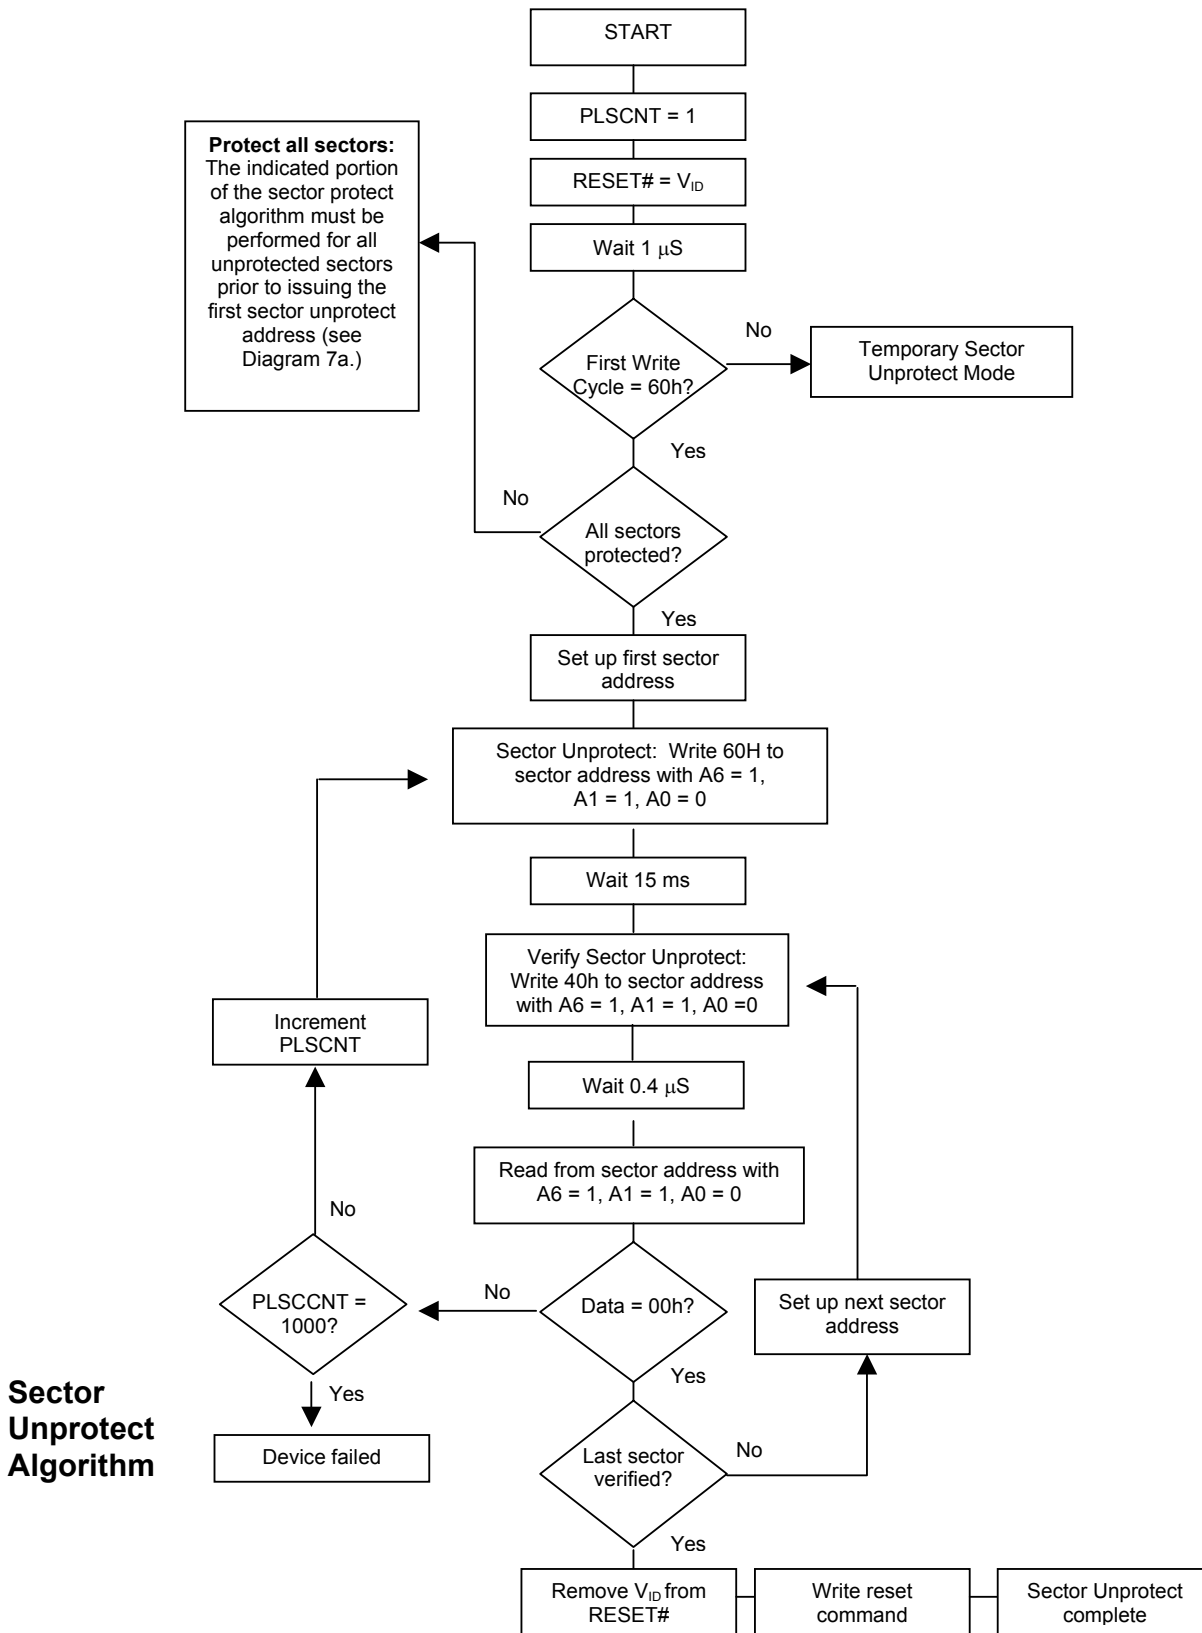 START
PLSCNT = 1
RESET# = VID
Wait 1 μS
Protect all sectors:
The indicated portion
of the sector protect
algorithm must be
performed for all
unprotected sectors
prior to issuing the
first sector unprotect
address (see
Diagram 7a.)
First Write
Cycle = 60h?
No
Temporary Sector
Unprotect Mode
Yes
No
All sectors
protected?
Yes
Set up first sector
address
Sector Unprotect: Write 60H to
sector address with A6 = 1,
A1 = 1, A0 = 0
Wait 15 ms
Verify Sector Unprotect:
Write 40h to sector address
with A6 = 1, A1 = 1, A0 =0
Increment
PLSCNT
Wait 0.4 μS
Read from sector address with
A6 = 1, A1 = 1, A0 = 0
No
PLSCCNT =
1000?
No
Data = 00h?
Set up next sector
address
Yes
Yes
Device failed
Sector
Unprotect
Algorithm
Last sector
verified?
No
Yes
Remove VID from
RESET#
Write reset
command
Sector Unprotect
complete